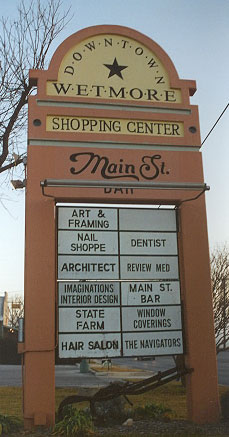 DOWNTOWN
WETMORE
SHOPPING CENTER
Main St.
BAR
ART &
FRAMING
NAIL
SHOPPE
DENTIST
ARCHITECT
REVIEW MED
IMAGINATIONS
INTERIOR DESIGN
MAIN ST.
BAR
STATE
FARM
WINDOW
COVERINGS
HAIR SALON
THE NAVIGATORS